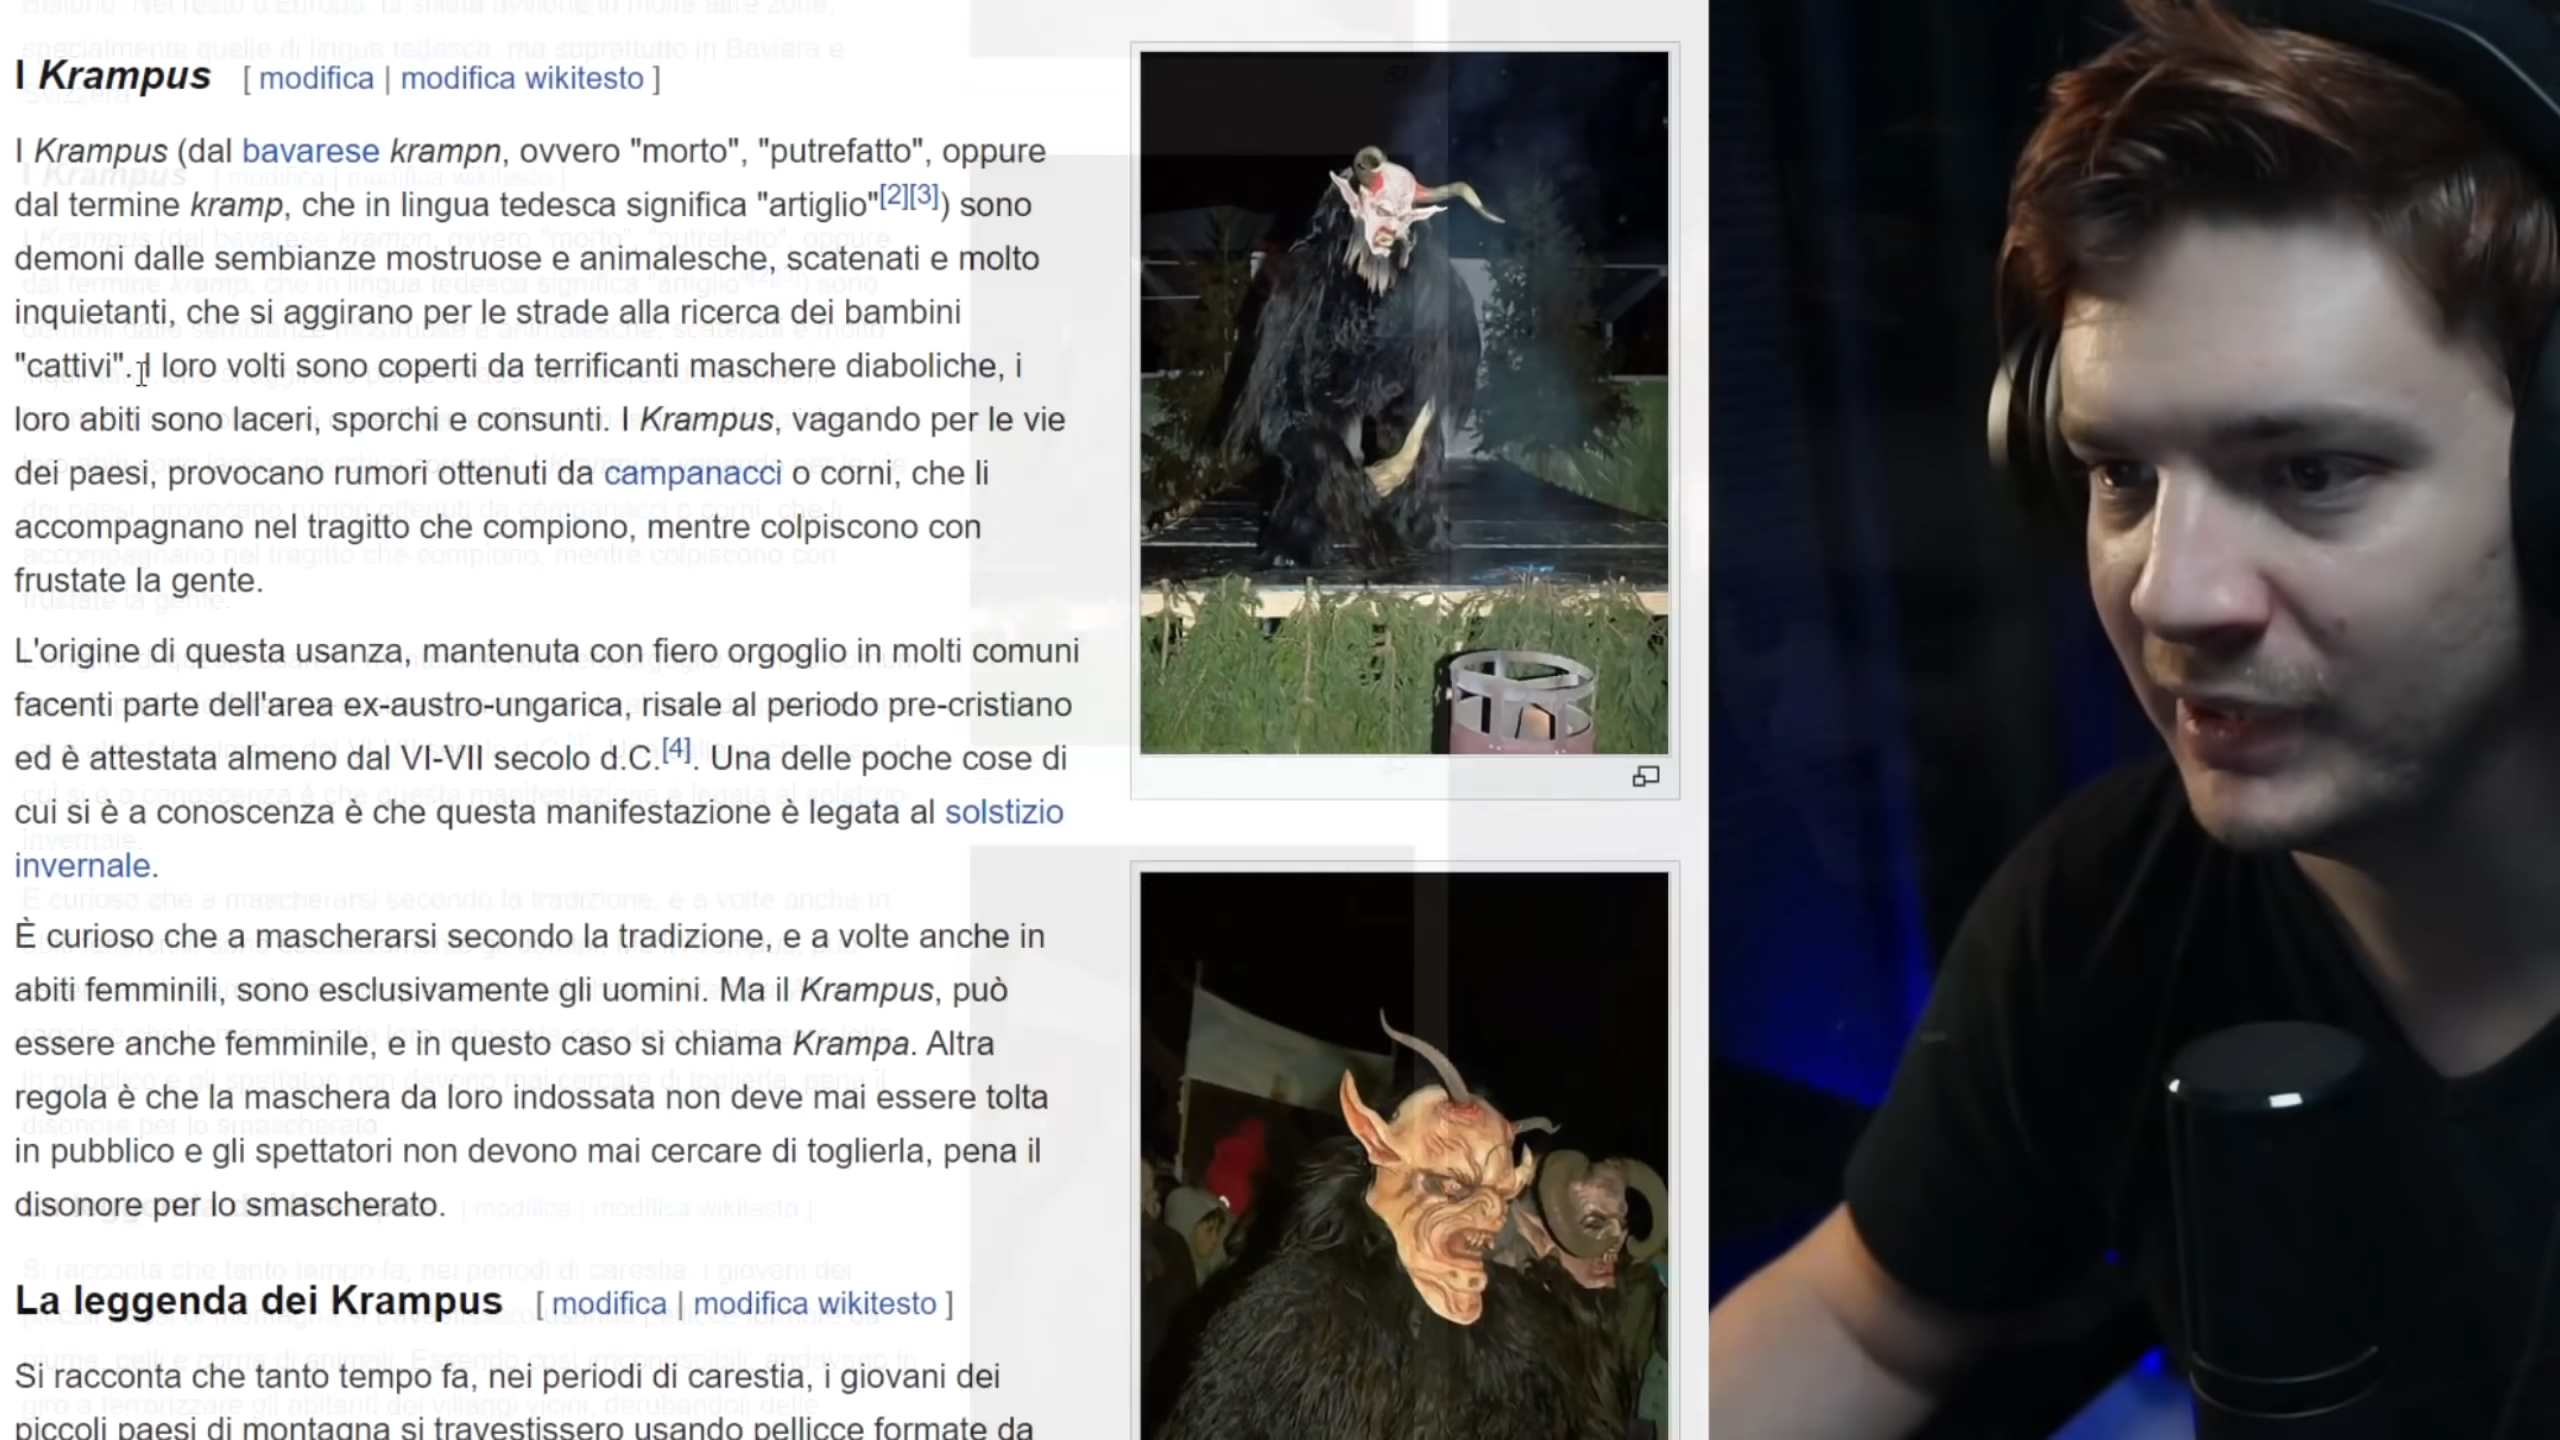 I Krampus [ modifica | modifica wikitesto ]
I Krampus (dal bavarese krampn, ovvero "morto", "putrefatto", oppure
dal termine kramp, che in lingua tedesca significa "artiglio"[2][3]) sono
demoni dalle sembianze mostruose e animalesche, scatenati e molto
inquietanti, che si aggirano per le strade alla ricerca dei bambini
"cattivi". I loro volti sono coperti da terrificanti maschere diaboliche, i
loro abiti sono laceri, sporchi e consunti. I Krampus, vagando per le vie
dei paesi, provocano rumori ottenuti da campanacci o corni, che li
accompagnano nel tragitto che compiono, mentre colpiscono con
frustate la gente.
L'origine di questa usanza, mantenuta con fiero orgoglio in molti comuni
facenti parte dell'area ex-austro-ungarica, risale al periodo pre-cristiano
ed è attestata almeno dal VI-VII secolo d.C.[4]. Una delle poche cose di
cui si è a conoscenza è che questa manifestazione è legata al solstizio
invernale.
È curioso che a mascherarsi secondo la tradizione, e a volte anche in
abiti femminili, sono esclusivamente gli uomini. Ma il Krampus, può
essere anche femminile, e in questo caso si chiama Krampa. Altra
regola è che la maschera da loro indossata non deve mai essere tolta
in pubblico e gli spettatori non devono mai cercare di toglierla, pena il
disonore per lo smascherato.
La leggenda dei Krampus [ modifica | modifica wikitesto ]
Si racconta che tanto tempo fa, nei periodi di carestia, i giovani dei
piccoli paesi di montagna si travestissero usando pellicce formate da